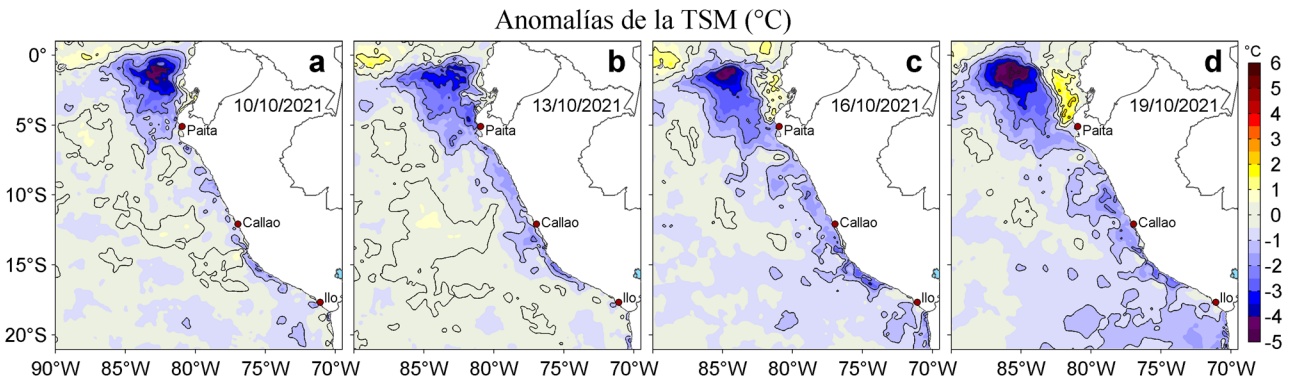 Anomalías de la TSM (°C)
a
b
c
d
10/10/2021
13/10/2021
16/10/2021
19/10/2021
Paita
Callao
Ilo
Paita
Callao
Ilo
Paita
Callao
Ilo
Paita
Callao
Ilo
0°
5°S
10°S
15°S
20°S
90°W
85°W
80°W
75°W
70°W
85°W
80°W
75°W
70°W
85°W
80°W
75°W
70°W
85°W
80°W
75°W
70°W
°C
6
5
4
3
2
1
0
-1
-2
-3
-4
-5